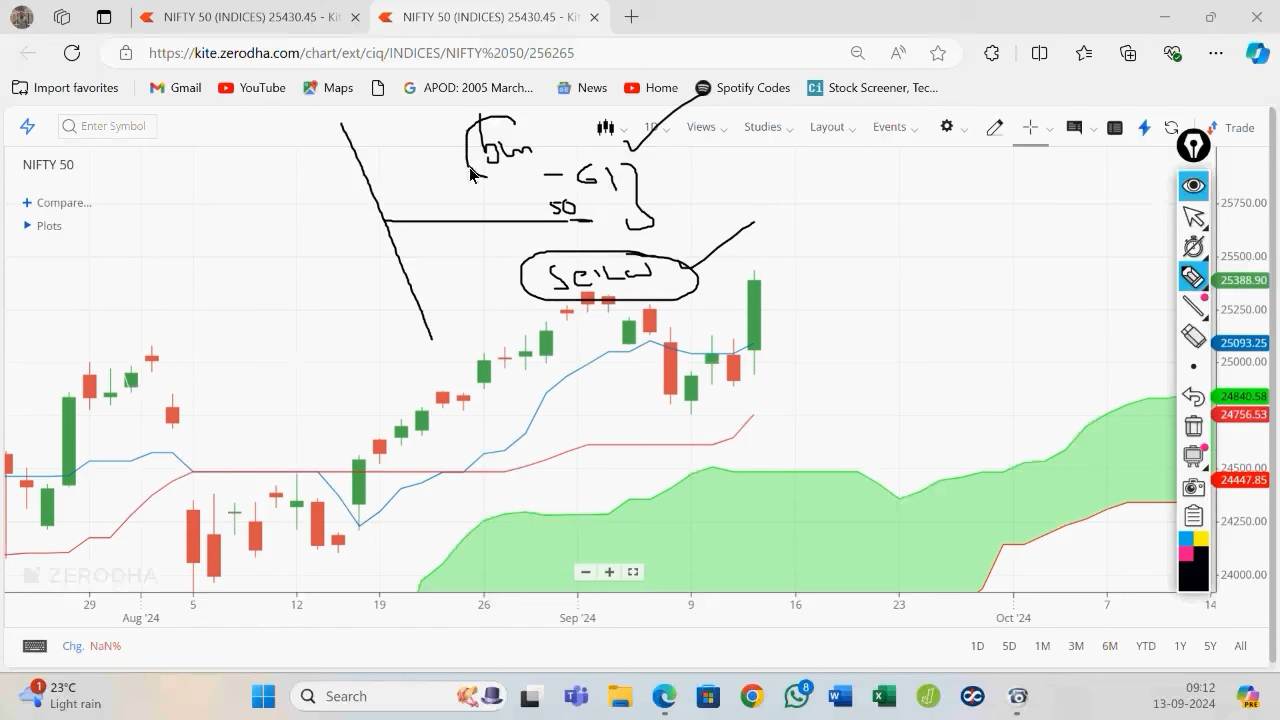 NIFTY 50 (INDICES) 25430.45 - Kit
NIFTY 50 (INDICES) 25430.45 - Kit
https://kite.zerodha.com/chart/ext/ciq/INDICES/NIFTY%2050/256265
Import favorites
Gmail
YouTube
Maps
APOD: 2005 March...
News
Home
Spotify Codes
Ci Stock Screener, Tec...
Enter Symbol
1D
Views
Studies
Layout
Events
Trade
NIFTY 50
Compare...
Plots
50
25750.00
25500.00
25388.90
25250.00
25093.25
25000.00
24840.58
24756.53
24500.00
24447.85
24250.00
24000.00
ZERODHA
29
5
12
19
26
9
16
23
7
14
Aug '24
Sep '24
Oct '24
Chg. NaN%
1D
5D
1M
3M
6M
YTD
1Y
5Y
All
1
23°C
Light rain
Search
8
09:12
13-09-2024
PRE